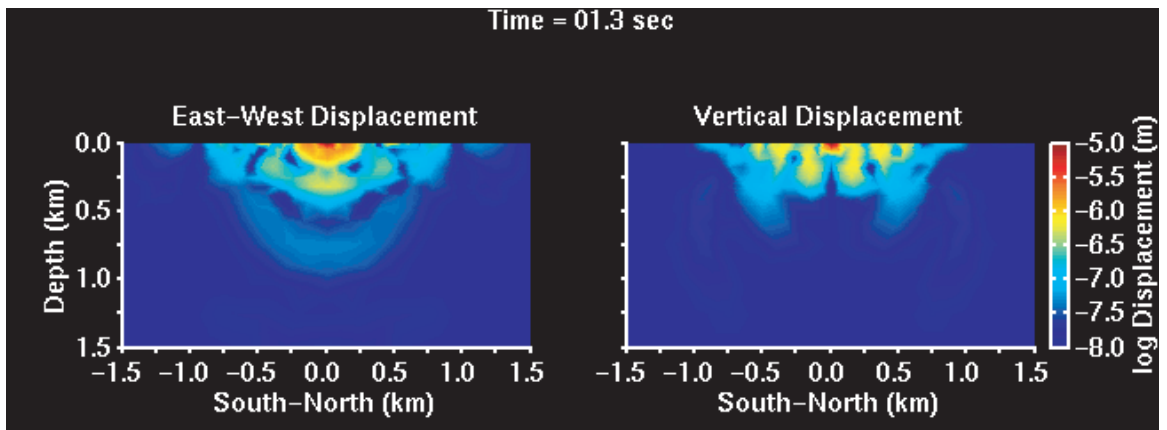 Time = 01.3 sec
East−West Displacement
Vertical Displacement
0.0
0.5
1.0
1.5
Depth (km)
−1.5 −1.0 −0.5 0.0 0.5 1.0 1.5
South−North (km)
−1.5 −1.0 −0.5 0.0 0.5 1.0 1.5
South−North (km)
−5.0
−5.5
−6.0
−6.5
−7.0
−7.5
−8.0
log Displacement (m)